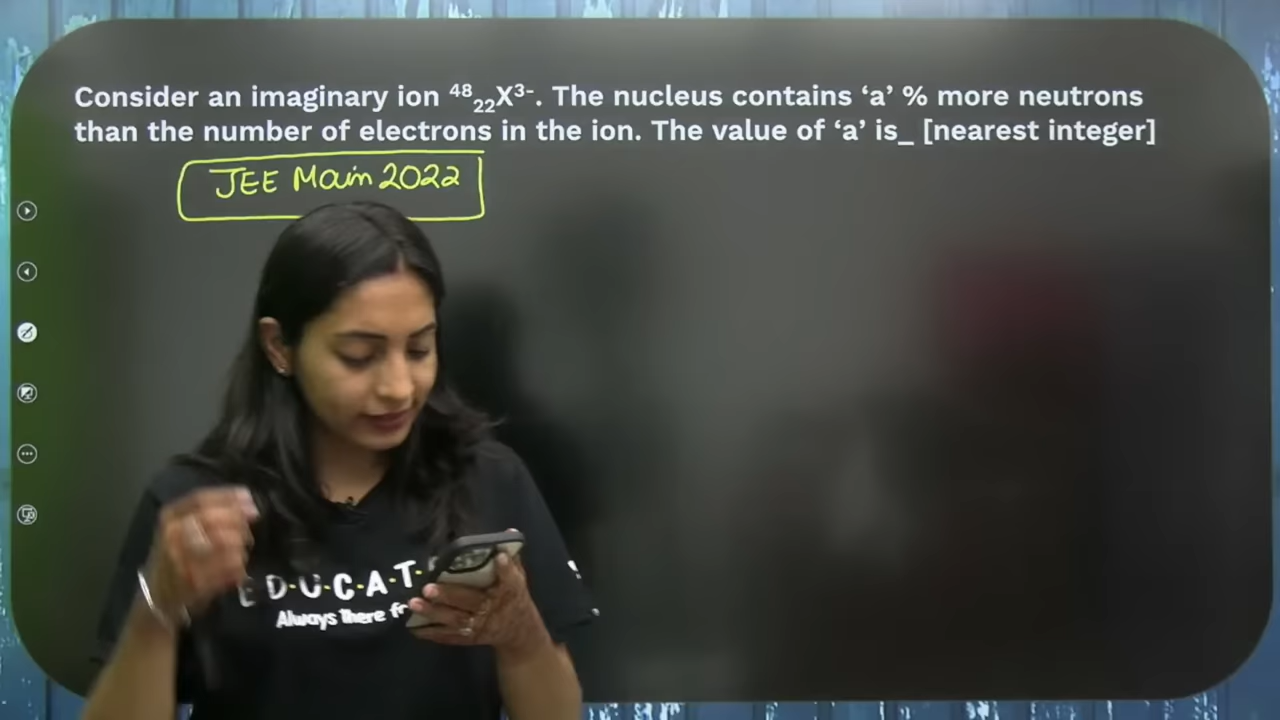 Consider an imaginary ion ⁴⁸₂₂X³⁻. The nucleus contains ‘a’ % more neutrons
than the number of electrons in the ion. The value of ‘a’ is_ [nearest integer]
JEE Main 2022
EDUCAT
Always There